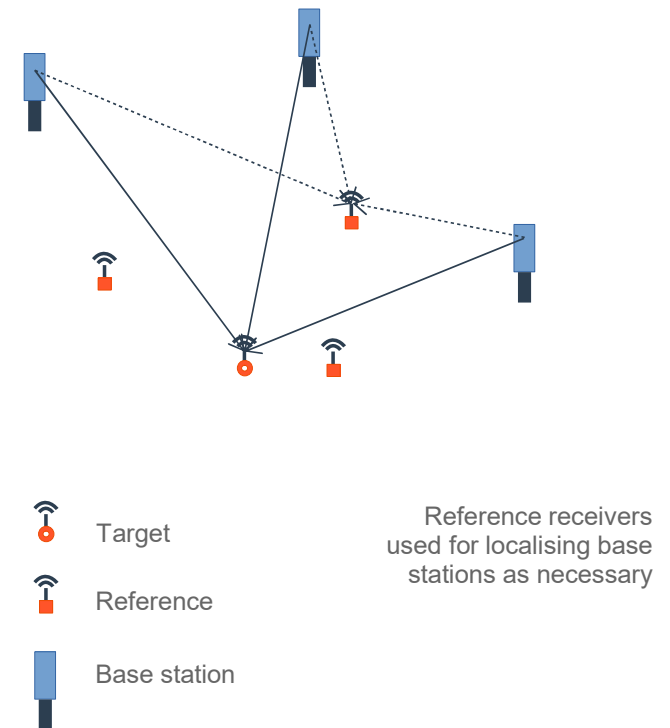 Target
Reference
Base station
Reference receivers
used for localising base
stations as necessary